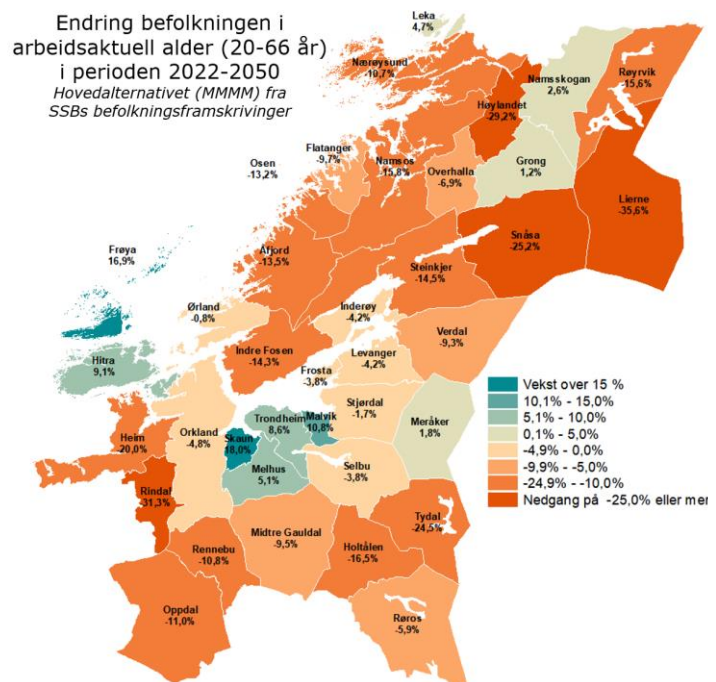 Endring befolkningen i
arbeidsaktuell alder (20-66 år)
i perioden 2022-2050
Hovedalternativet (MMMM) fra
SSBs befolkningsframskrivinger
Leka
4,7%
Nærøysund
-10,7%
Namsskogan
2,6%
Røyrvik
-15,6%
Høylandet
-29,2%
Flatanger
-9,7%
Osen
-13,2%
Namsos
-15,8%
Overhalla
-6,9%
Grong
1,2%
Lierne
-35,6%
Snåsa
-25,2%
Frøya
16,9%
Åfjord
-13,5%
Steinkjer
-14,5%
Ørland
-0,8%
Inderøy
-4,2%
Verdal
-9,3%
Hitra
9,1%
Indre Fosen
-14,3%
Levanger
-4,2%
Frosta
-3,8%
Stjørdal
-1,7%
Meråker
1,8%
Heim
-20,0%
Orkland
-4,8%
Trondheim
8,6%
Malvik
10,8%
Skaun
18,0%
Melhus
5,1%
Selbu
-3,8%
Rindal
-31,3%
Tydal
-24,5%
Midtre Gauldal
-9,5%
Holtålen
-16,5%
Rennebu
-10,8%
Oppdal
-11,0%
Røros
-5,9%
Vekst over 15 %
10,1% - 15,0%
5,1% - 10,0%
0,1% - 5,0%
-4,9% - 0,0%
-9,9% - -5,0%
-24,9% - -10,0%
Nedgang på -25,0% eller mer